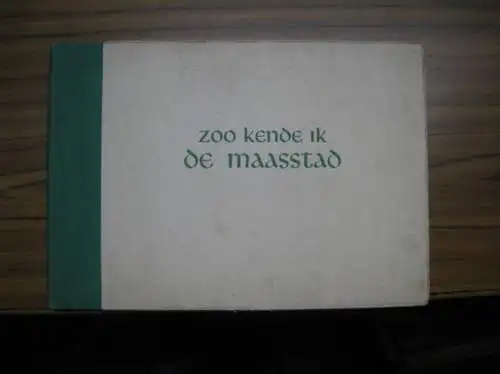 zoo kende ik
de maasstad